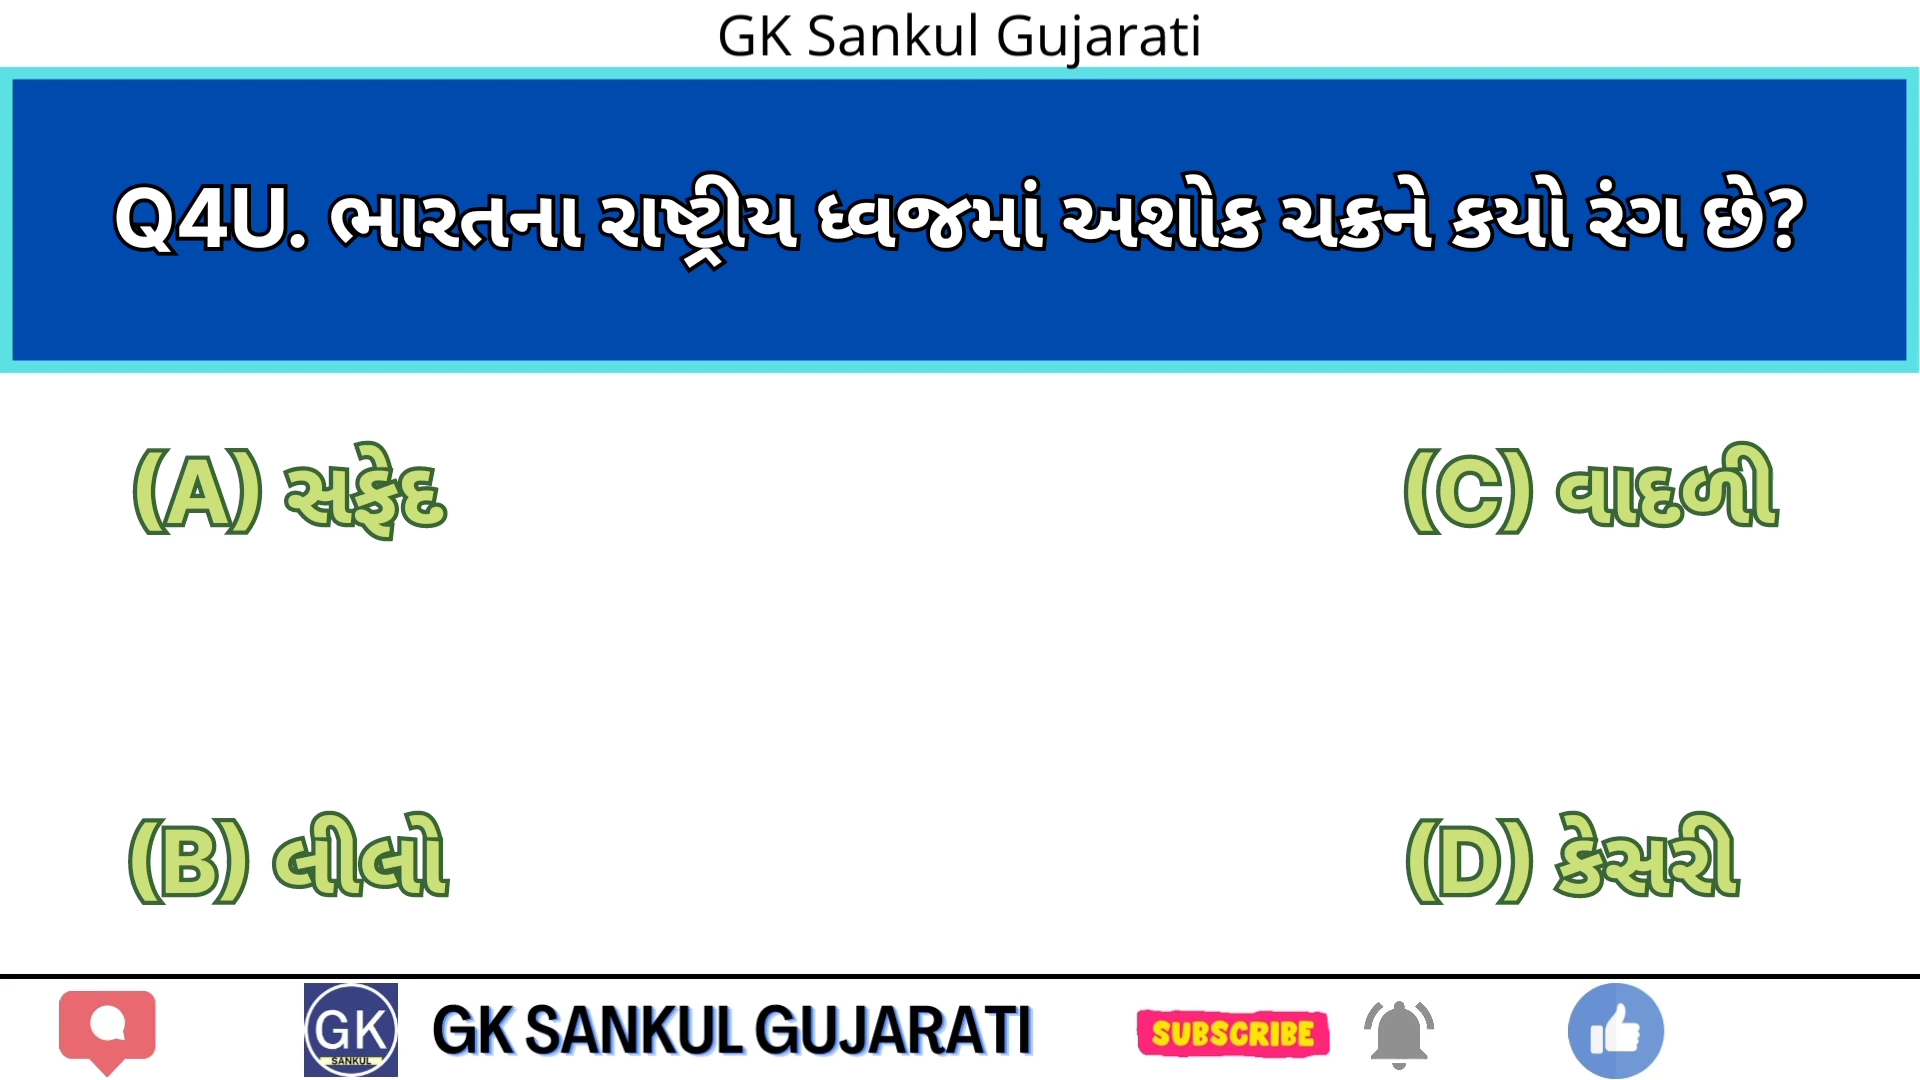 GK Sankul Gujarati
Q4U. ભારતના રાષ્ટ્રીય ધ્વજમાં અશોક ચક્રને કયો રંગ છે?
(A) સફેદ
(C) વાદળી
(B) લીલો
(D) કેસરી
GK
SANKUL
GK SANKUL GUJARATI
SUBSCRIBE